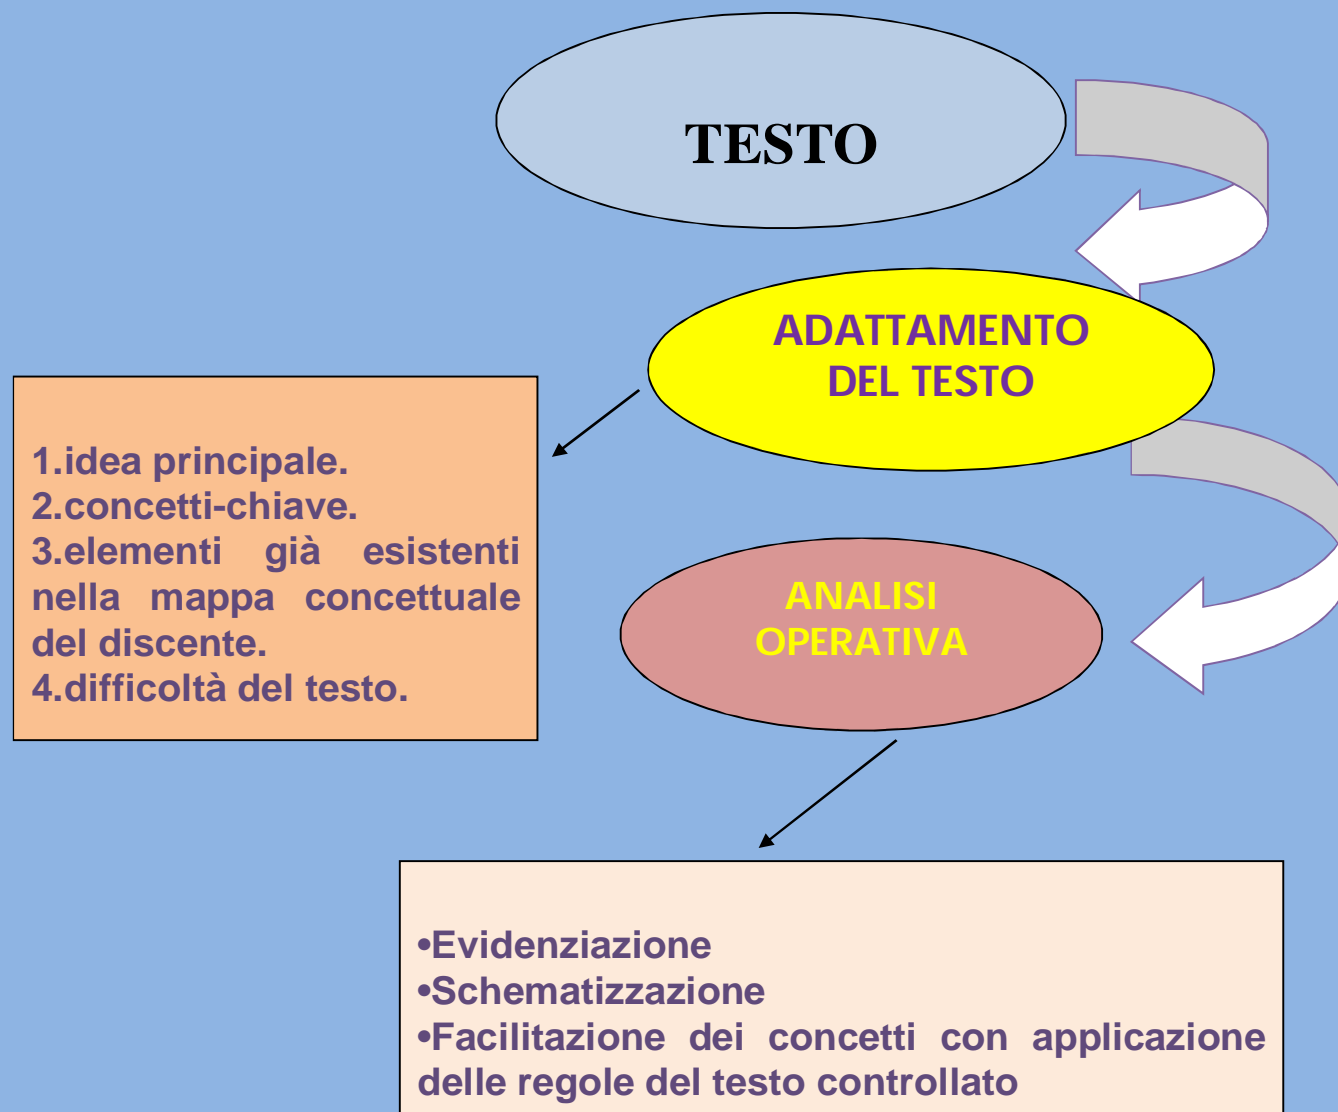 TESTO
ADATTAMENTO
DEL TESTO
1.idea principale.
2.concetti-chiave.
3.elementi già esistenti
nella mappa concettuale
del discente.
4.difficoltà del testo.
ANALISI
OPERATIVA
•Evidenziazione
•Schematizzazione
•Facilitazione dei concetti con applicazione
delle regole del testo controllato